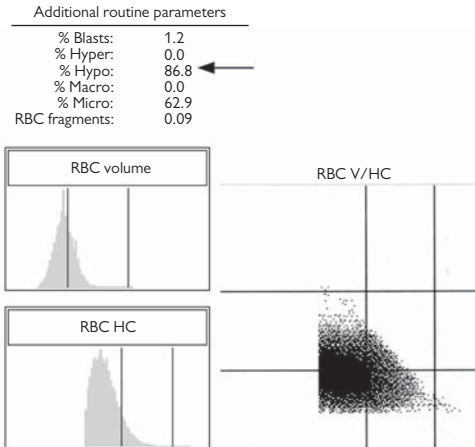 Additional routine parameters
% Blasts: 1.2
% Hyper: 0.0
% Hypo: 86.8
% Macro: 0.0
% Micro: 62.9
RBC fragments: 0.09
RBC volume
RBC V/HC
RBC HC